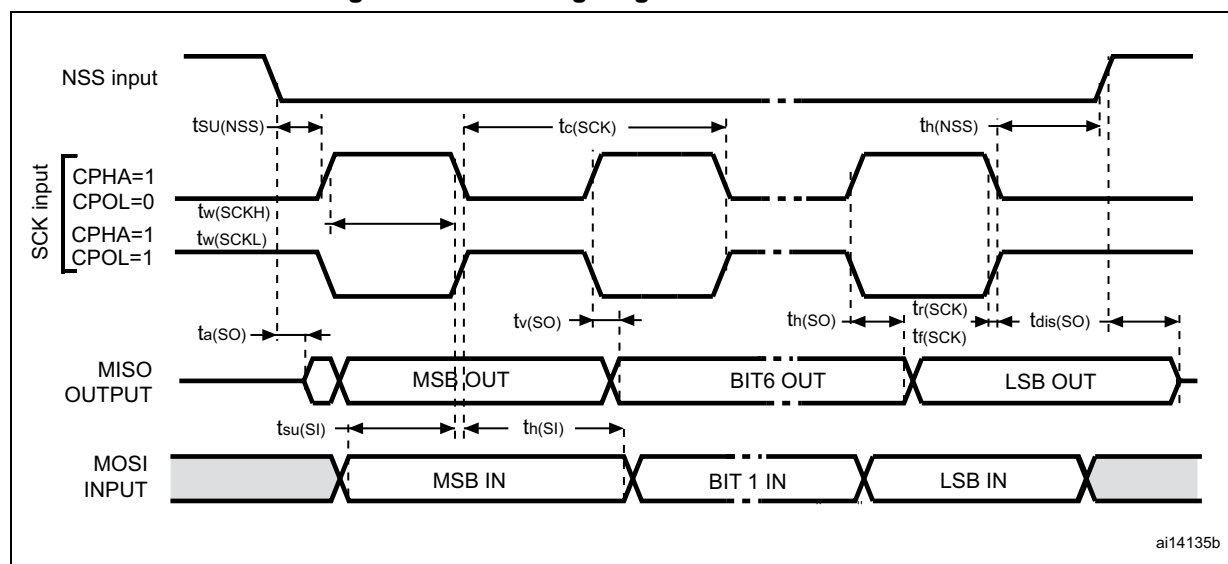 NSS input
tSU(NSS)
tc(SCK)
th(NSS)
SCK input
CPHA=1
CPOL=0
tw(SCKH)
CPHA=1
tw(SCKL)
CPOL=1
ta(SO)
tv(SO)
th(SO)
tr(SCK)
tf(SCK)
tdis(SO)
MISO
OUTPUT
MSB OUT
BIT6 OUT
LSB OUT
tsu(SI)
th(SI)
MOSI
INPUT
MSB IN
BIT 1 IN
LSB IN
ai14135b